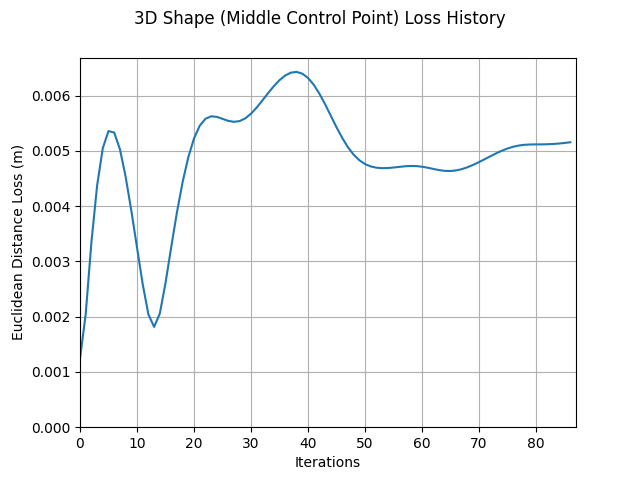 3D Shape (Middle Control Point) Loss History
0.006
0.005
0.004
0.003
0.002
0.001
0.000
Euclidean Distance Loss (m)
0 10 20 30 40 50 60 70 80
Iterations